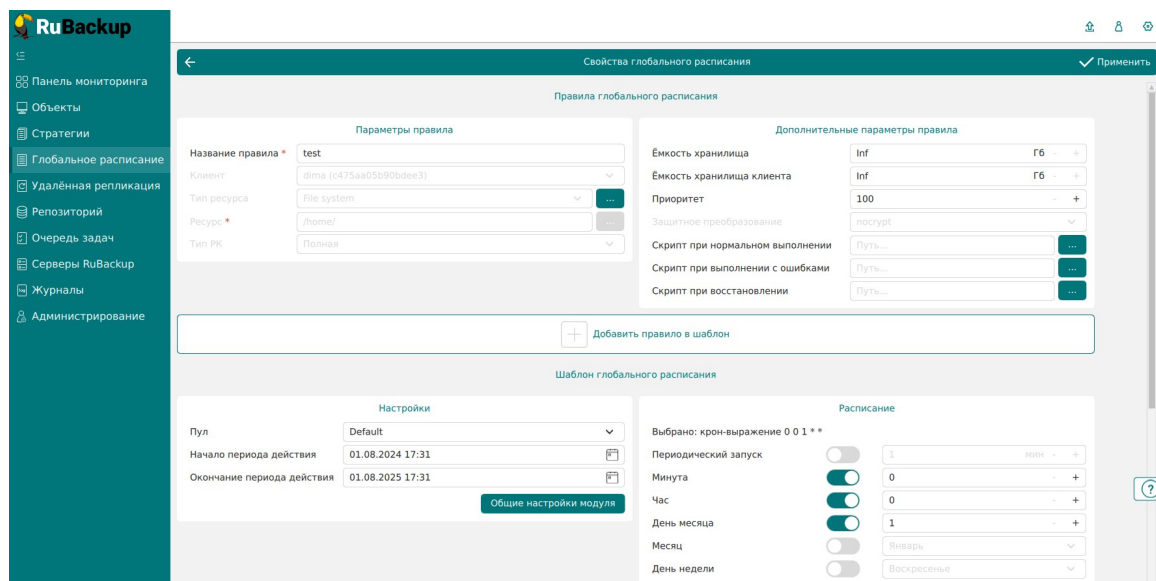 RuBackup
Панель мониторинга
Объекты
Стратегии
Глобальное расписание
Удалённая репликация
Репозиторий
Очередь задач
Серверы RuBackup
Журналы
Администрирование
Свойства глобального расписания
Применить
Правила глобального расписания
Параметры правила
Название правила * test
Клиент dima (c475aa05b90bdee3)
Тип ресурса File system ...
Ресурс * /home/ ...
Тип РК Полная
Дополнительные параметры правила
Ёмкость хранилища Inf Гб - +
Ёмкость хранилища клиента Inf Гб - +
Приоритет 100 - +
Защитное преобразование nocrypt
Скрипт при нормальном выполнении Путь... ...
Скрипт при выполнении с ошибками Путь... ...
Скрипт при восстановлении Путь... ...
Добавить правило в шаблон
Шаблон глобального расписания
Настройки
Пул Default
Начало периода действия 01.08.2024 17:31
Окончание периода действия 01.08.2025 17:31
Общие настройки модуля
Расписание
Выбрано: крон-выражение 0 0 1 * *
Периодический запуск 1 мин - +
Минута 0 - +
Час 0 - +
День месяца 1 - +
Месяц Январь
День недели Воскресенье
?